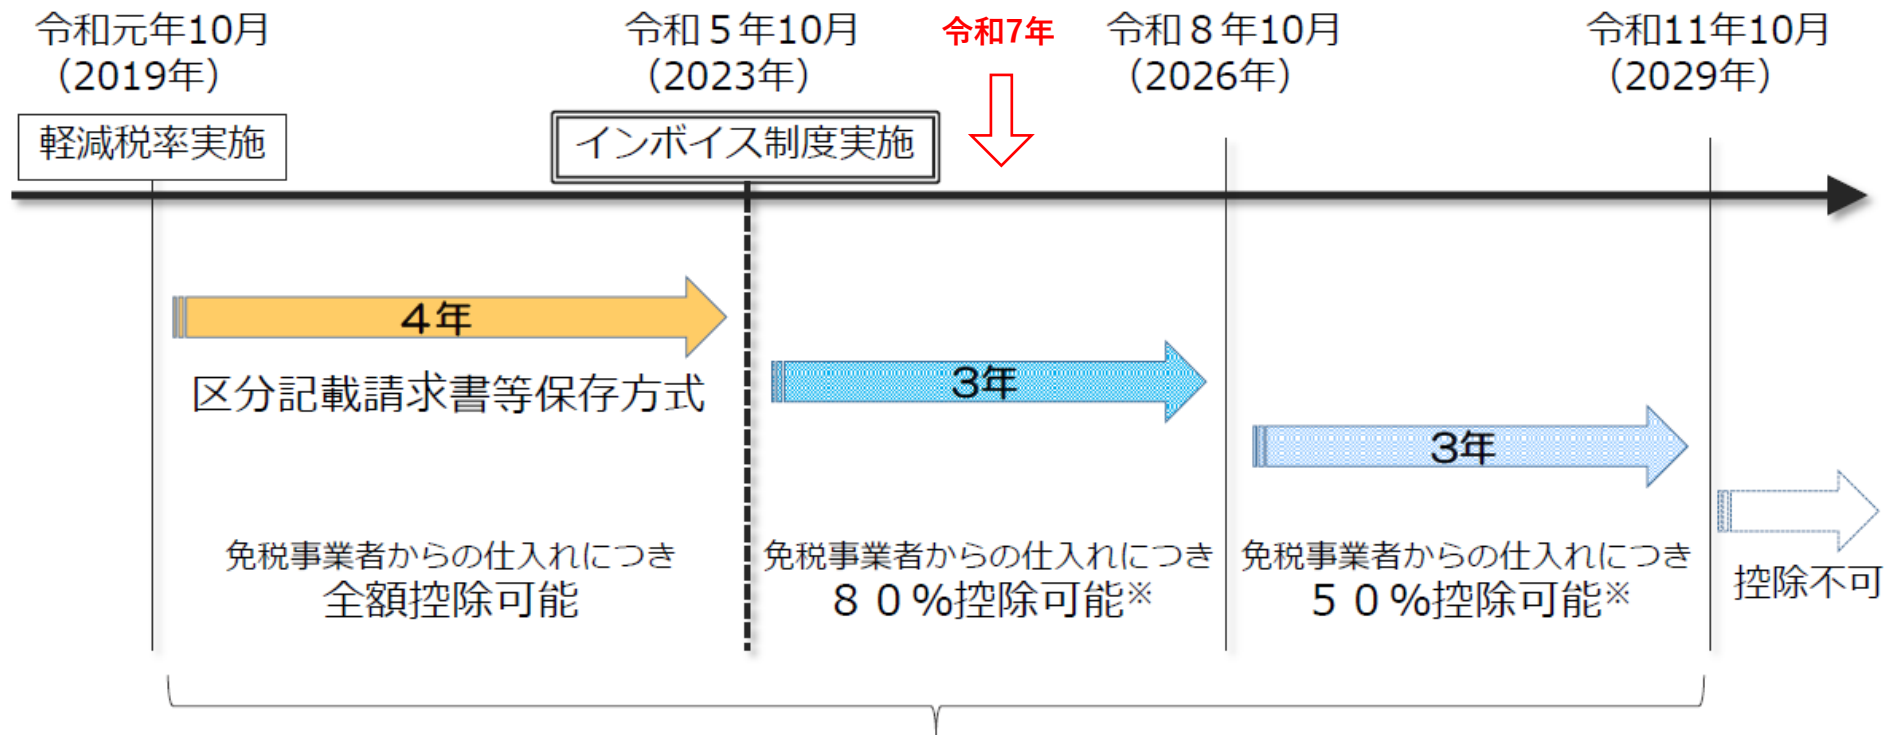 令和元年10月
（2019年）
令和５年10月
（2023年）
令和7年
令和８年10月
（2026年）
令和11年10月
（2029年）
軽減税率実施
インボイス制度実施
４年
区分記載請求書等保存方式
３年
３年
免税事業者からの仕入れにつき
全額控除可能
免税事業者からの仕入れにつき
８０%控除可能※
免税事業者からの仕入れにつき
５０%控除可能※
控除不可